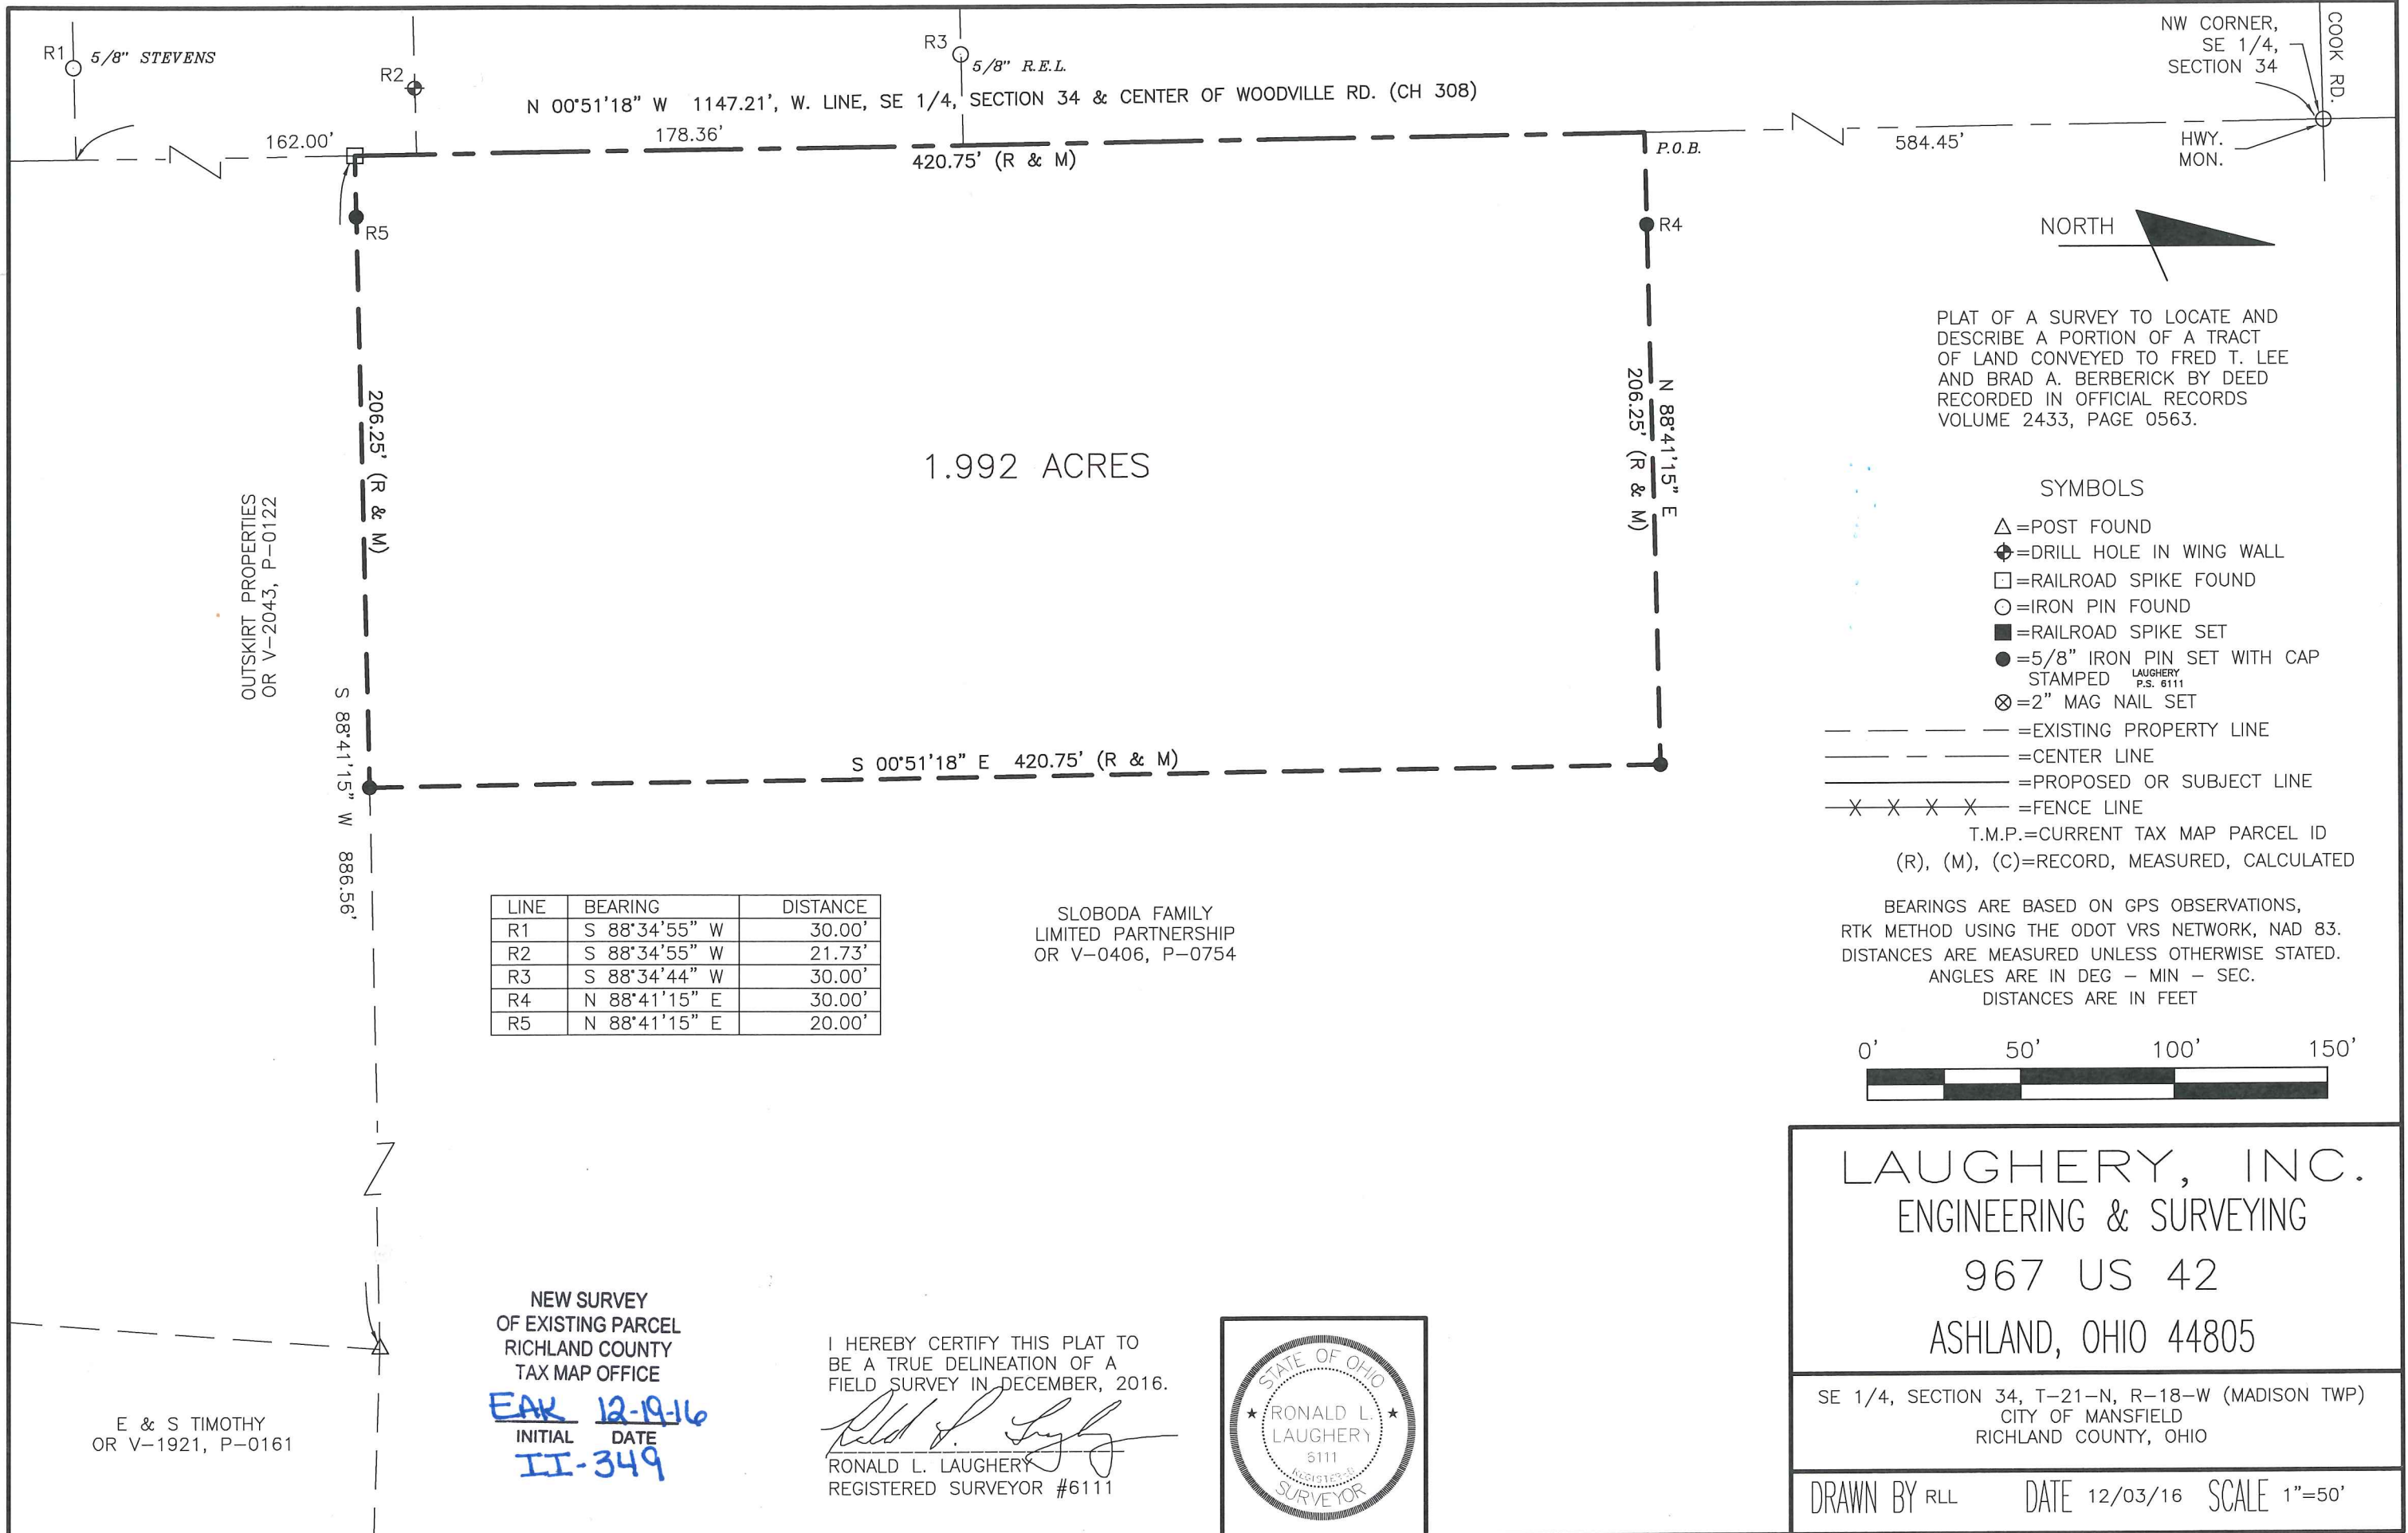 R1 5/8" STEVENS
R2
R3
5/8" R.E.L.
NW CORNER,
SE 1/4,
SECTION 34
COOK RD.
N 00°51'18" W 1147.21', W. LINE, SE 1/4, SECTION 34 & CENTER OF WOODVILLE RD. (CH 308)
162.00'
178.36'
420.75' (R & M)
P.O.B.
584.45'
HWY.
MON.
R5
R4
NORTH
206.25' (R & M)
N 88°41'15" E
206.25' (R & M)
1.992 ACRES
OUTSKIRT PROPERTIES
OR V-2043, P-0122
S 88°41'15" W 886.56'
S 00°51'18" E 420.75' (R & M)
PLAT OF A SURVEY TO LOCATE AND
DESCRIBE A PORTION OF A TRACT
OF LAND CONVEYED TO FRED T. LEE
AND BRAD A. BERBERICK BY DEED
RECORDED IN OFFICIAL RECORDS
VOLUME 2433, PAGE 0563.
SYMBOLS
=POST FOUND
=DRILL HOLE IN WING WALL
=RAILROAD SPIKE FOUND
=IRON PIN FOUND
=RAILROAD SPIKE SET
=5/8" IRON PIN SET WITH CAP
STAMPED LAUGHERY
P.S. 6111
=2" MAG NAIL SET
=EXISTING PROPERTY LINE
=CENTER LINE
=PROPOSED OR SUBJECT LINE
X X X X =FENCE LINE
T.M.P.=CURRENT TAX MAP PARCEL ID
(R), (M), (C)=RECORD, MEASURED, CALCULATED
BEARINGS ARE BASED ON GPS OBSERVATIONS,
RTK METHOD USING THE ODOT VRS NETWORK, NAD 83.
DISTANCES ARE MEASURED UNLESS OTHERWISE STATED.
ANGLES ARE IN DEG - MIN - SEC.
DISTANCES ARE IN FEET
0' 50' 100' 150'
LINE BEARING DISTANCE
R1 S 88°34'55" W 30.00'
R2 S 88°34'55" W 21.73'
R3 S 88°34'44" W 30.00'
R4 N 88°41'15" E 30.00'
R5 N 88°41'15" E 20.00'
SLOBODA FAMILY
LIMITED PARTNERSHIP
OR V-0406, P-0754
E & S TIMOTHY
OR V-1921, P-0161
NEW SURVEY
OF EXISTING PARCEL
RICHLAND COUNTY
TAX MAP OFFICE
EAK 12-19-16
INITIAL DATE
II-349
I HEREBY CERTIFY THIS PLAT TO
BE A TRUE DELINEATION OF A
FIELD SURVEY IN DECEMBER, 2016.
RONALD L. LAUGHERY
REGISTERED SURVEYOR #6111
STATE OF OHIO
RONALD L.
LAUGHERY
6111
REGISTERED
SURVEYOR
LAUGHERY, INC.
ENGINEERING & SURVEYING
967 US 42
ASHLAND, OHIO 44805
SE 1/4, SECTION 34, T-21-N, R-18-W (MADISON TWP)
CITY OF MANSFIELD
RICHLAND COUNTY, OHIO
DRAWN BY RLL DATE 12/03/16 SCALE 1"=50'